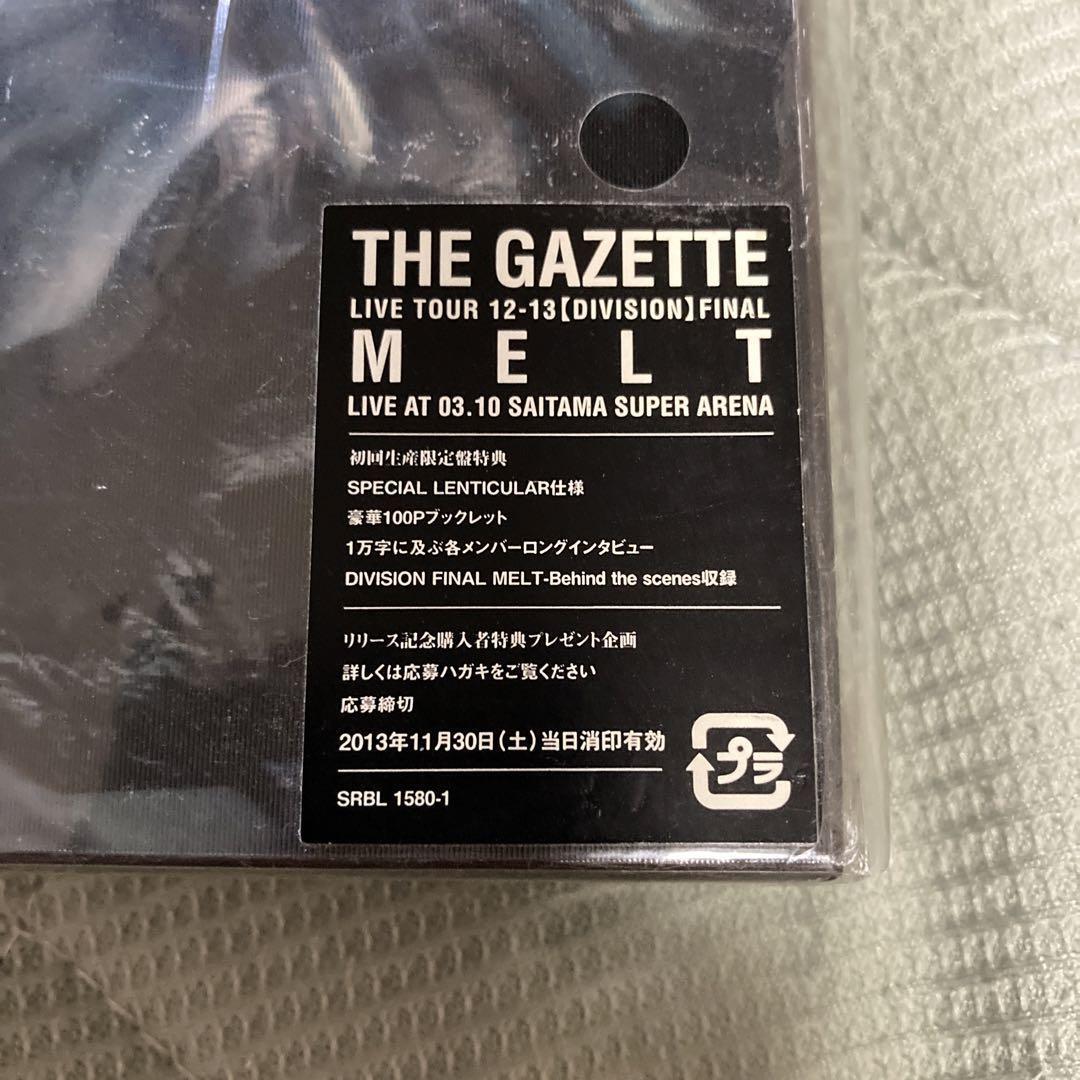 THE GAZETTE
LIVE TOUR 12-13【DIVISION】FINAL
MELT
LIVE AT 03.10 SAITAMA SUPER ARENA
初回生産限定盤特典
SPECIAL LENTICULAR仕様
豪華100Pブックレット
1万字に及ぶ各メンバーロングインタビュー
DIVISION FINAL MELT-Behind the scenes収録
リリース記念購入者特典プレゼント企画
詳しくは応募ハガキをご覧ください
応募締切
2013年11月30日(土)当日消印有効
プラ
SRBL 1580-1